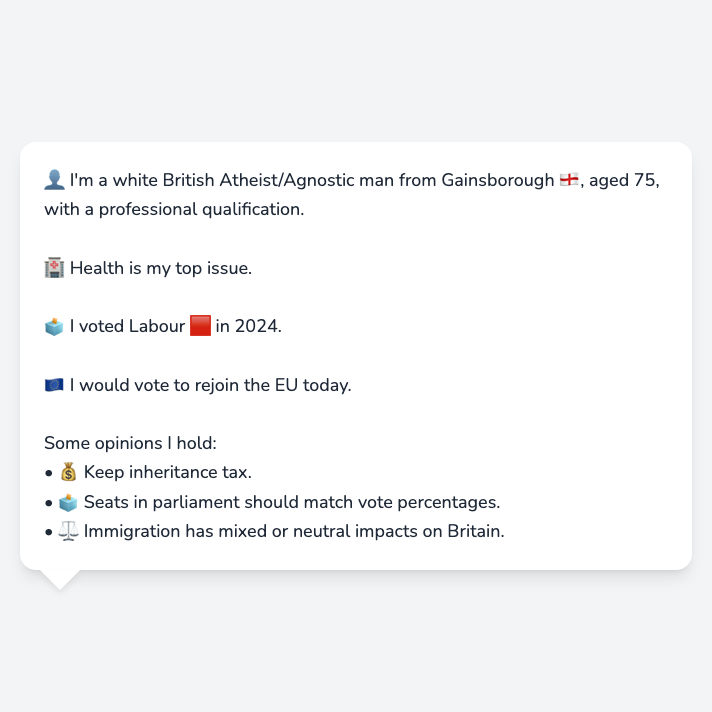 👤 I'm a white British Atheist/Agnostic man from Gainsborough 🏴󠁧󠁢󠁥󠁮󠁧󠁿, aged 75,
with a professional qualification.
🏥 Health is my top issue.
🗳️ I voted Labour 🟥 in 2024.
🇪🇺 I would vote to rejoin the EU today.
Some opinions I hold:
• 💰 Keep inheritance tax.
• 🗳️ Seats in parliament should match vote percentages.
• ⚖️ Immigration has mixed or neutral impacts on Britain.